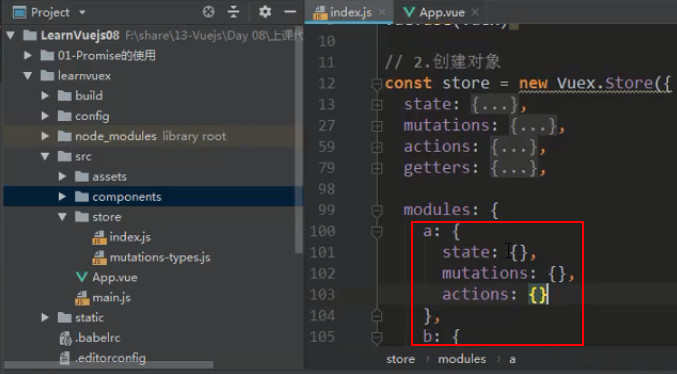 Project
LearnVuejs08 F:\share\13-Vuejs\Day 08\上课代
01-Promise的使用
learnvuex
build
config
node_modules library root
src
assets
components
store
index.js
mutations-types.js
App.vue
main.js
static
.babelrc
.editorconfig
index.js
App.vue
10
11 // 2.创建对象
12 const store = new Vuex.Store({
13 state: {...},
27 mutations: {...},
59 actions: {...},
79 getters: {...},
98
99 modules: {
100 a: {
101 state: {},
102 mutations: {},
103 actions: {}
104 },
105 b: {
store › modules › a